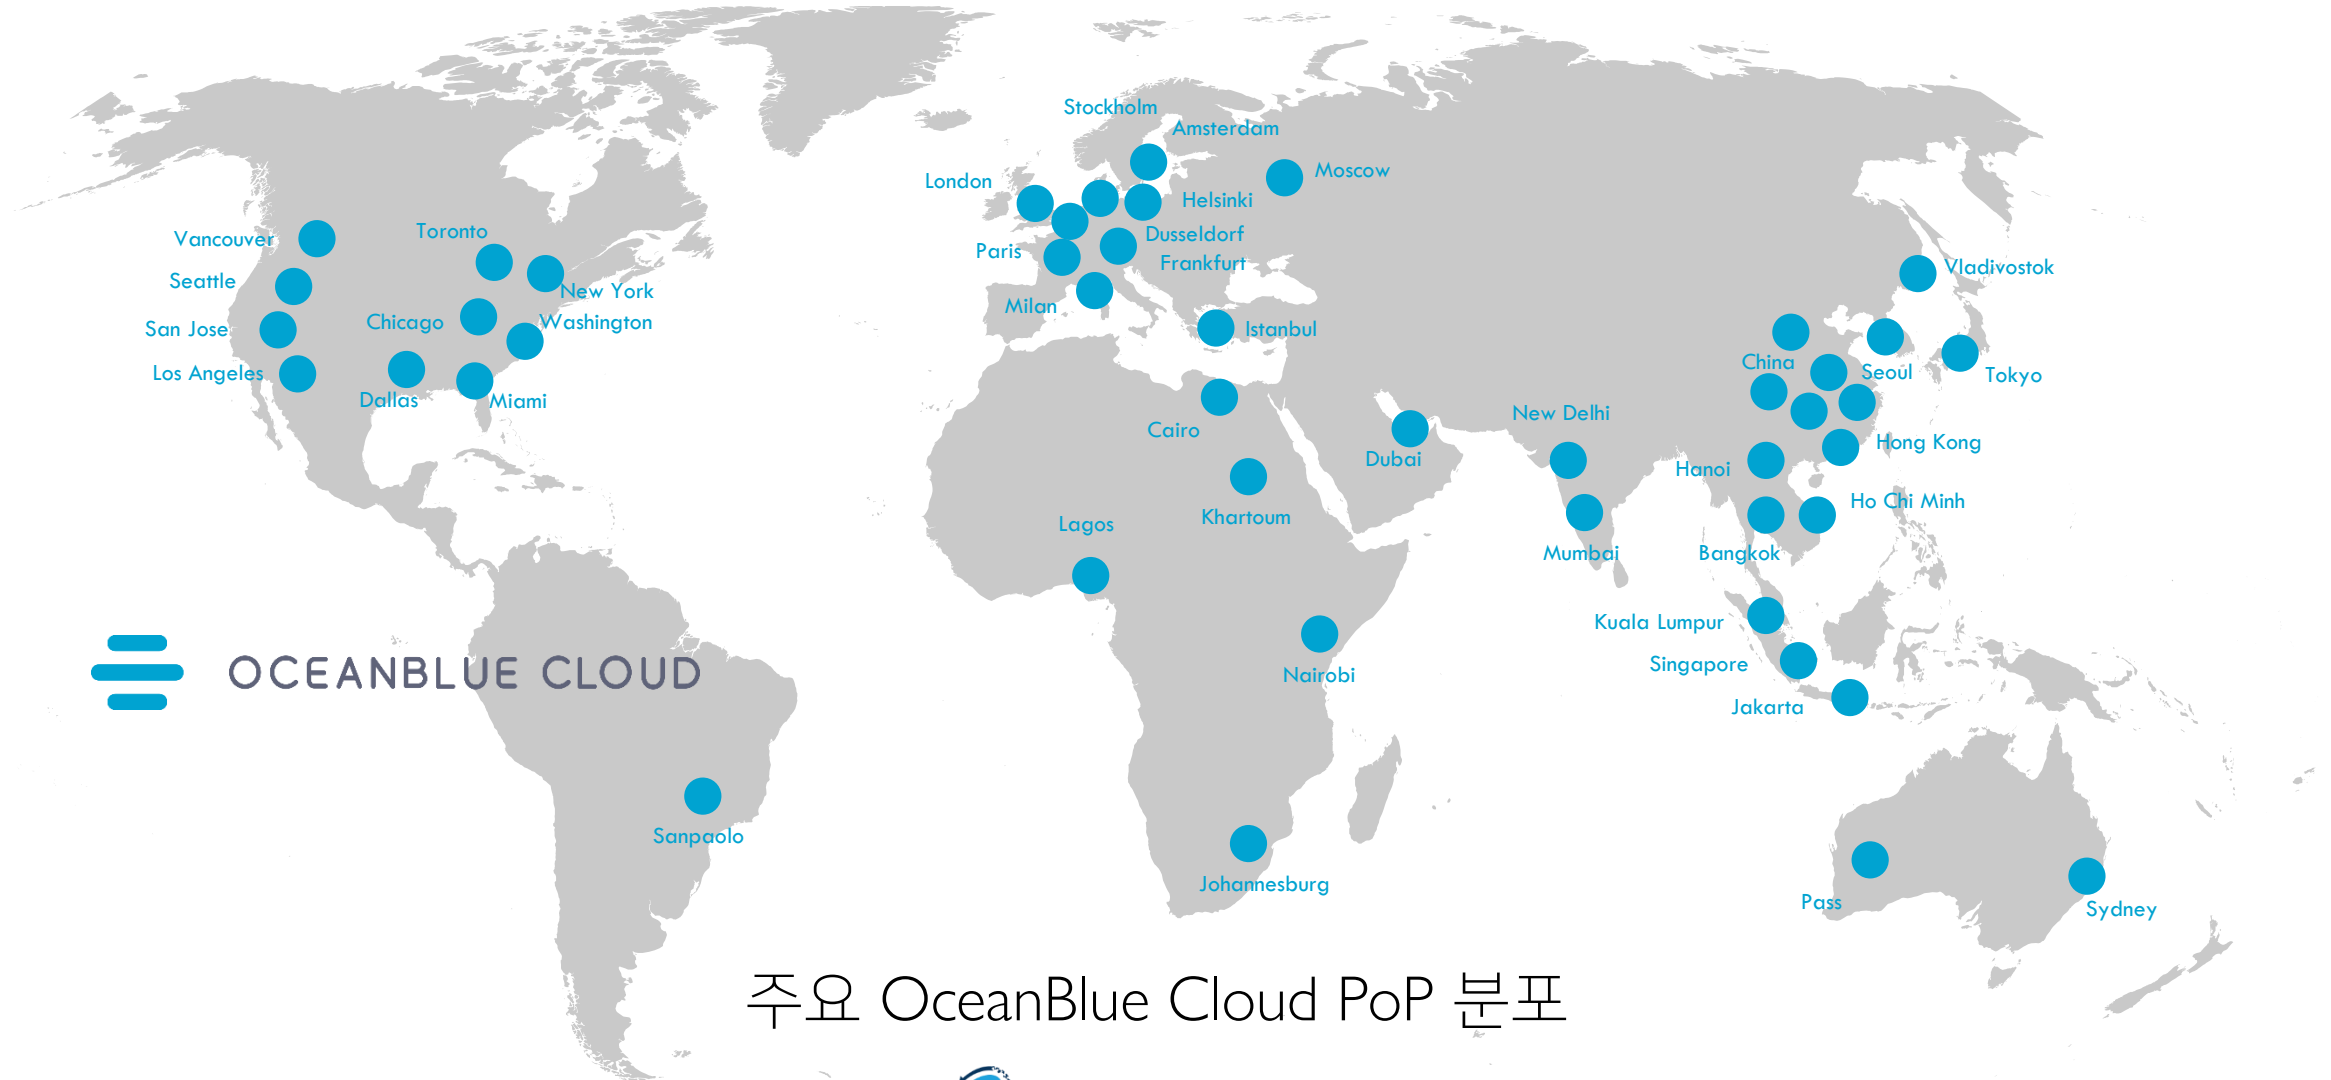 Stockholm
Amsterdam
Moscow
London
Helsinki
Vancouver
Toronto
Dusseldorf
Paris
Frankfurt
Vladivostok
Seattle
New York
Milan
San Jose
Chicago
Washington
Istanbul
China
Seoul
Tokyo
Los Angeles
Dallas
Miami
New Delhi
Cairo
Dubai
Hong Kong
Hanoi
Ho Chi Minh
Khartoum
Lagos
Mumbai
Bangkok
Kuala Lumpur
OCEANBLUE CLOUD
Singapore
Nairobi
Jakarta
Sanpaolo
Johannesburg
Pass
Sydney
주요 OceanBlue Cloud PoP 분포